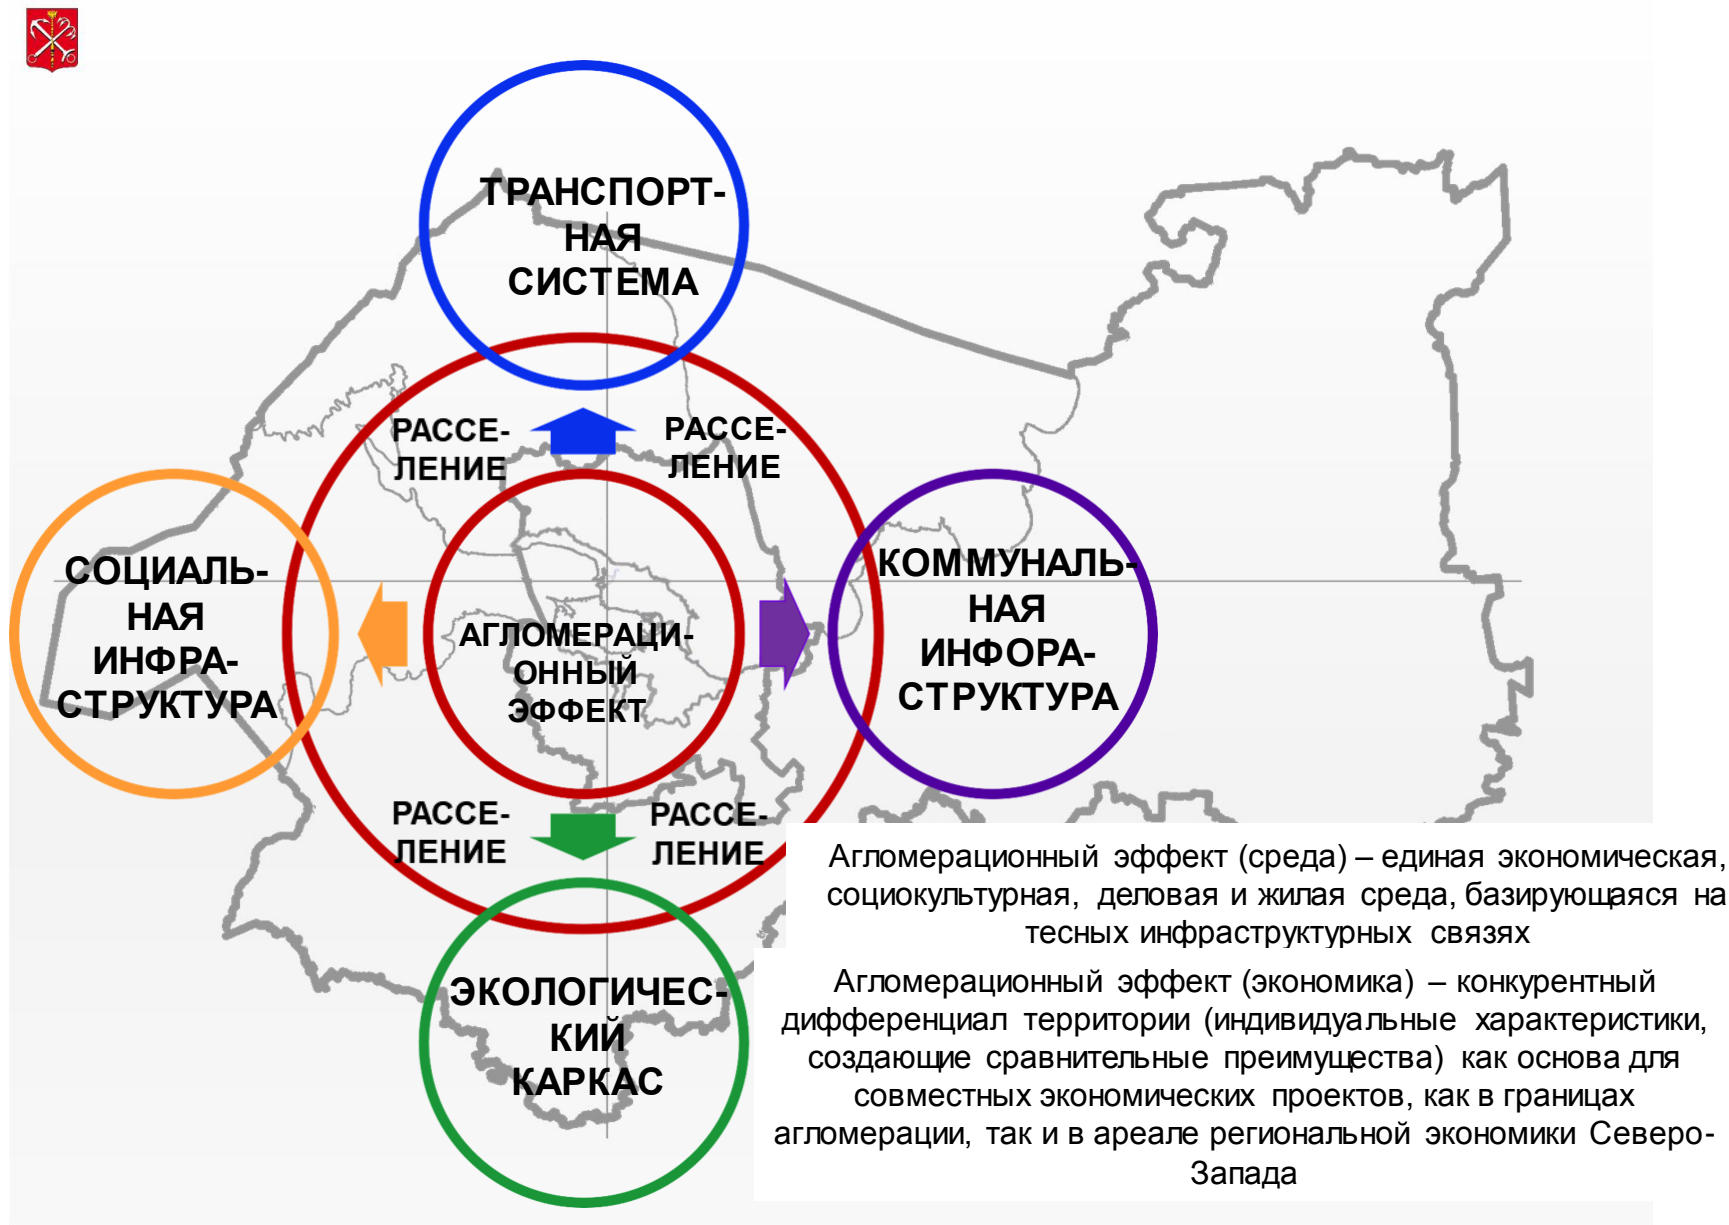 ТРАНСПОРТ-
НАЯ
СИСТЕМА
РАССЕ-
ЛЕНИЕ
РАССЕ-
ЛЕНИЕ
СОЦИАЛЬ-
НАЯ
ИНФРА-
СТРУКТУРА
АГЛОМЕРАЦИ-
ОННЫЙ
ЭФФЕКТ
КОММУНАЛЬ-
НАЯ
ИНФОРА-
СТРУКТУРА
РАССЕ-
ЛЕНИЕ
РАССЕ-
ЛЕНИЕ
ЭКОЛОГИЧЕС-
КИЙ
КАРКАС
Агломерационный эффект (среда) – единая экономическая,
социокультурная, деловая и жилая среда, базирующаяся на
тесных инфраструктурных связях
Агломерационный эффект (экономика) – конкурентный
дифференциал территории (индивидуальные характеристики,
создающие сравнительные преимущества) как основа для
совместных экономических проектов, как в границах
агломерации, так и в ареале региональной экономики Северо-
Запада